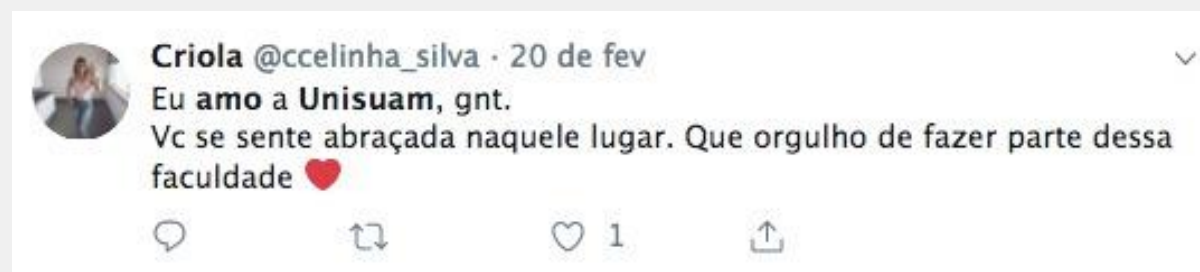 Criola @ccelinha_silva · 20 de fev
Eu amo a Unisuam, gnt.
Vc se sente abraçada naquele lugar. Que orgulho de fazer parte dessa
faculdade ❤
1